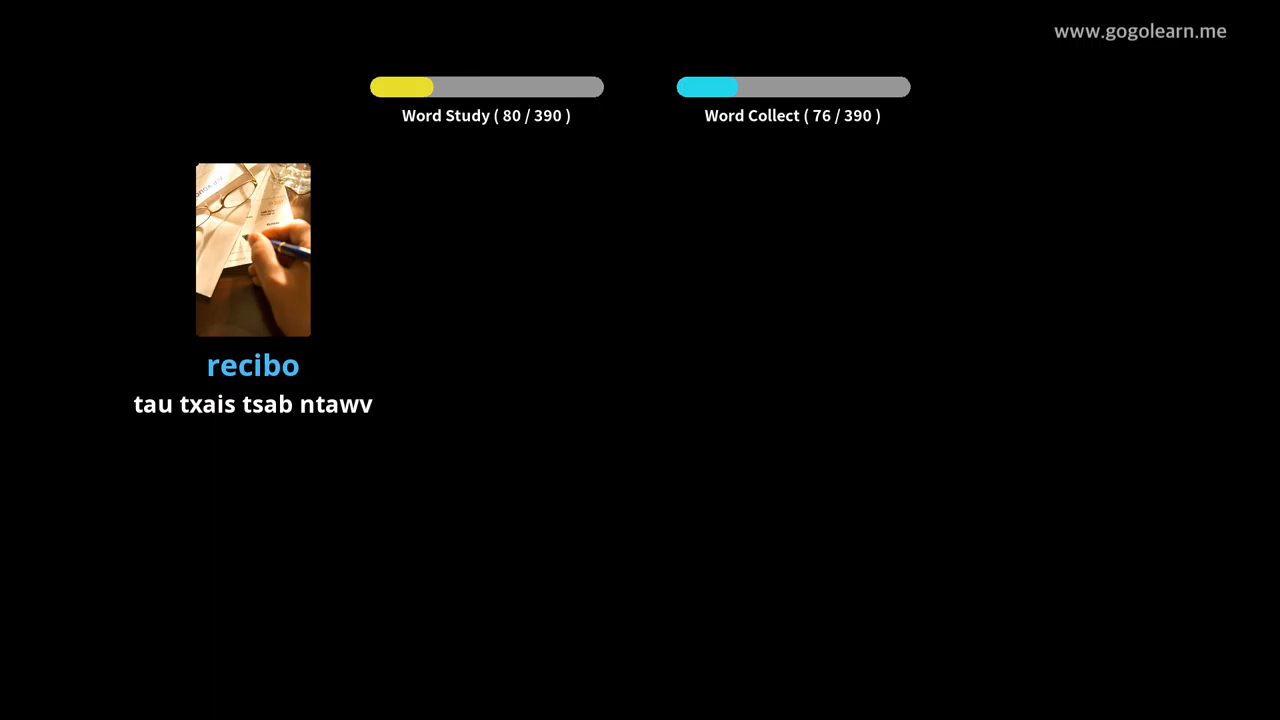 www.gogolearn.me
Word Study ( 80 / 390 )
Word Collect ( 76 / 390 )
recibo
tau txais tsab ntawv